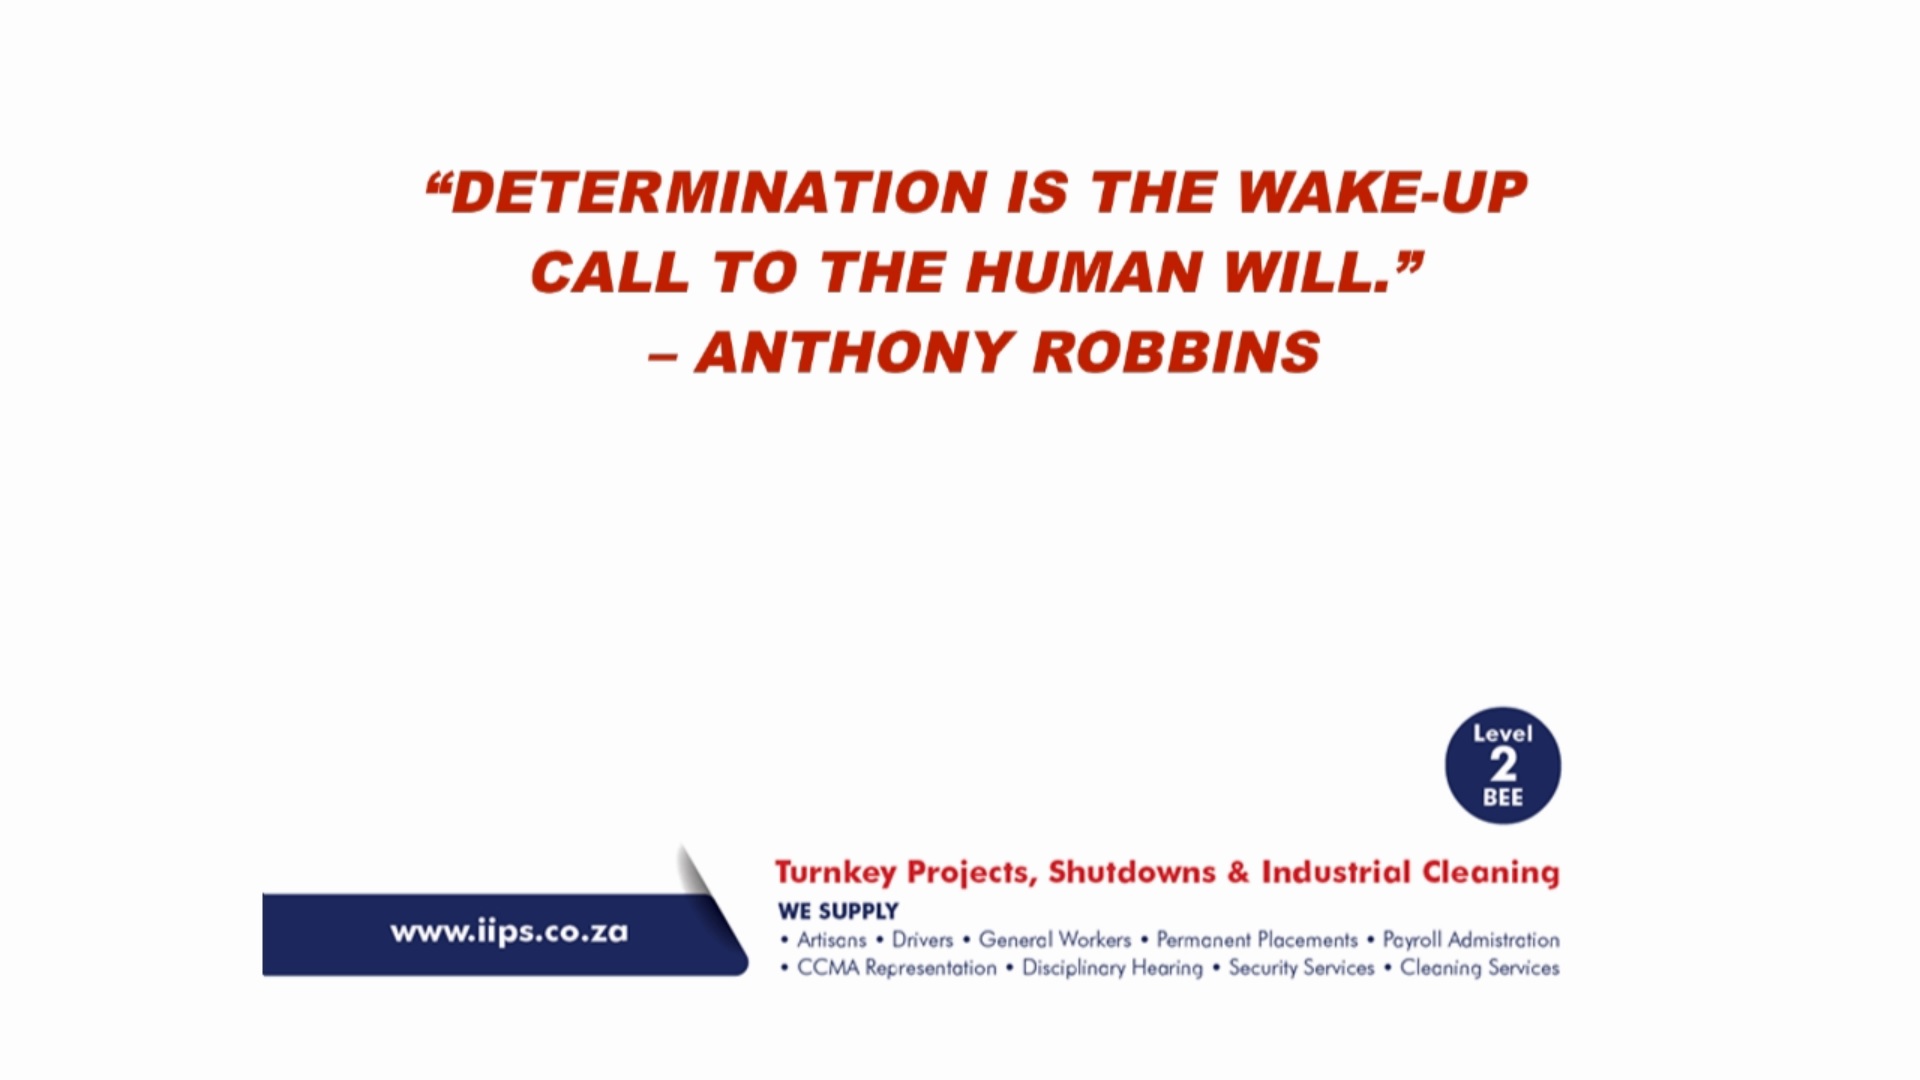 “DETERMINATION IS THE WAKE-UP
CALL TO THE HUMAN WILL.”
– ANTHONY ROBBINS
Level
2
BEE
Turnkey Projects, Shutdowns & Industrial Cleaning
WE SUPPLY
• Artisans • Drivers • General Workers • Permanent Placements • Payroll Admistration
• CCMA Representation • Disciplinary Hearing • Security Services • Cleaning Services
www.iips.co.za